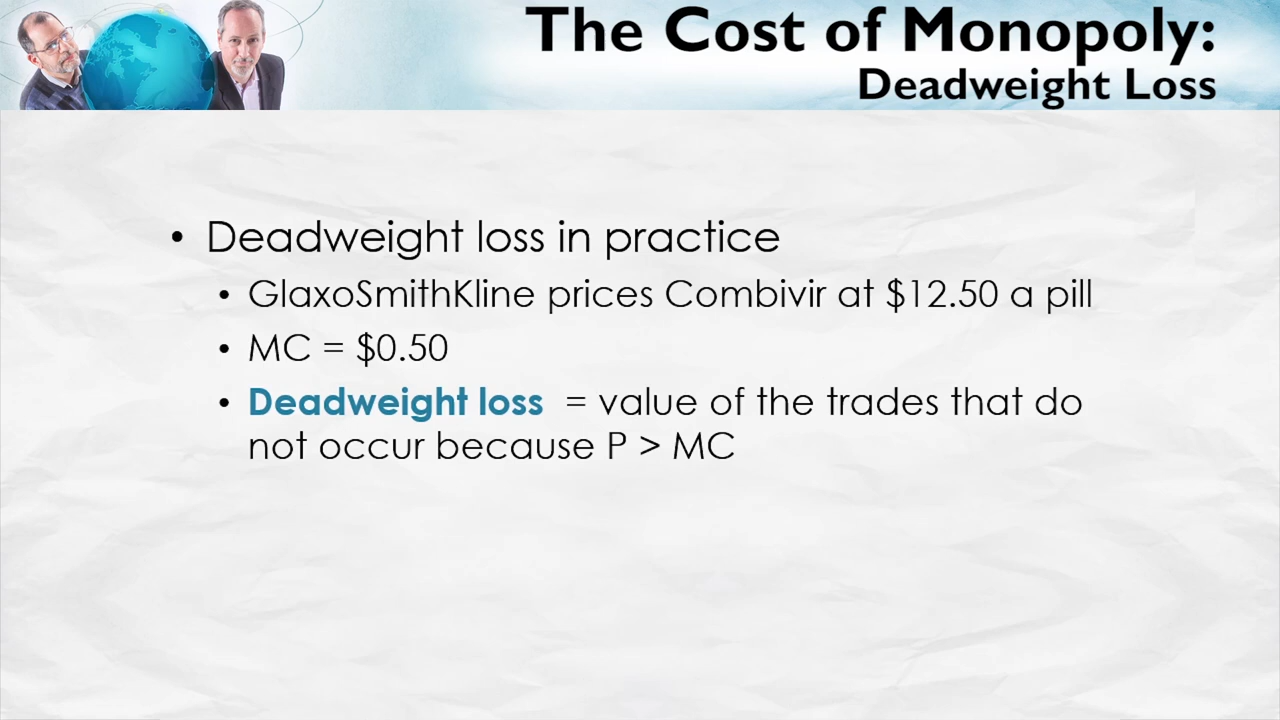 The Cost of Monopoly:
Deadweight Loss
• Deadweight loss in practice
• GlaxoSmithKline prices Combivir at $12.50 a pill
• MC = $0.50
• Deadweight loss = value of the trades that do
not occur because P > MC